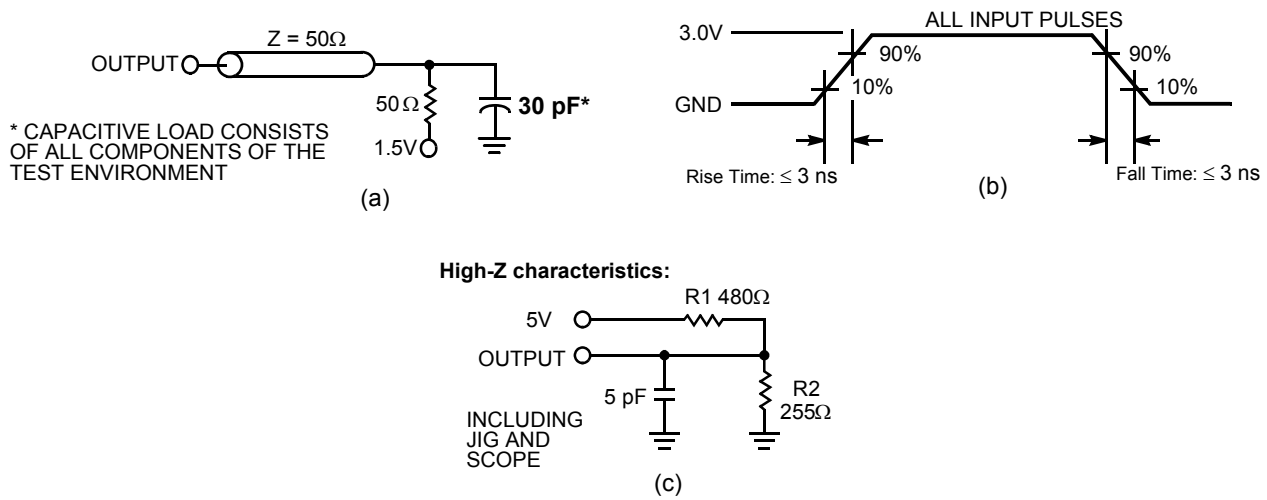 Z = 50Ω
OUTPUT
50Ω
30 pF*
1.5V
* CAPACITIVE LOAD CONSISTS
OF ALL COMPONENTS OF THE
TEST ENVIRONMENT
(a)
ALL INPUT PULSES
3.0V
90%
10%
GND
90%
10%
Rise Time: ≤ 3 ns
Fall Time: ≤ 3 ns
(b)
High-Z characteristics:
R1 480Ω
5V
OUTPUT
5 pF
R2
255Ω
INCLUDING
JIG AND
SCOPE
(c)